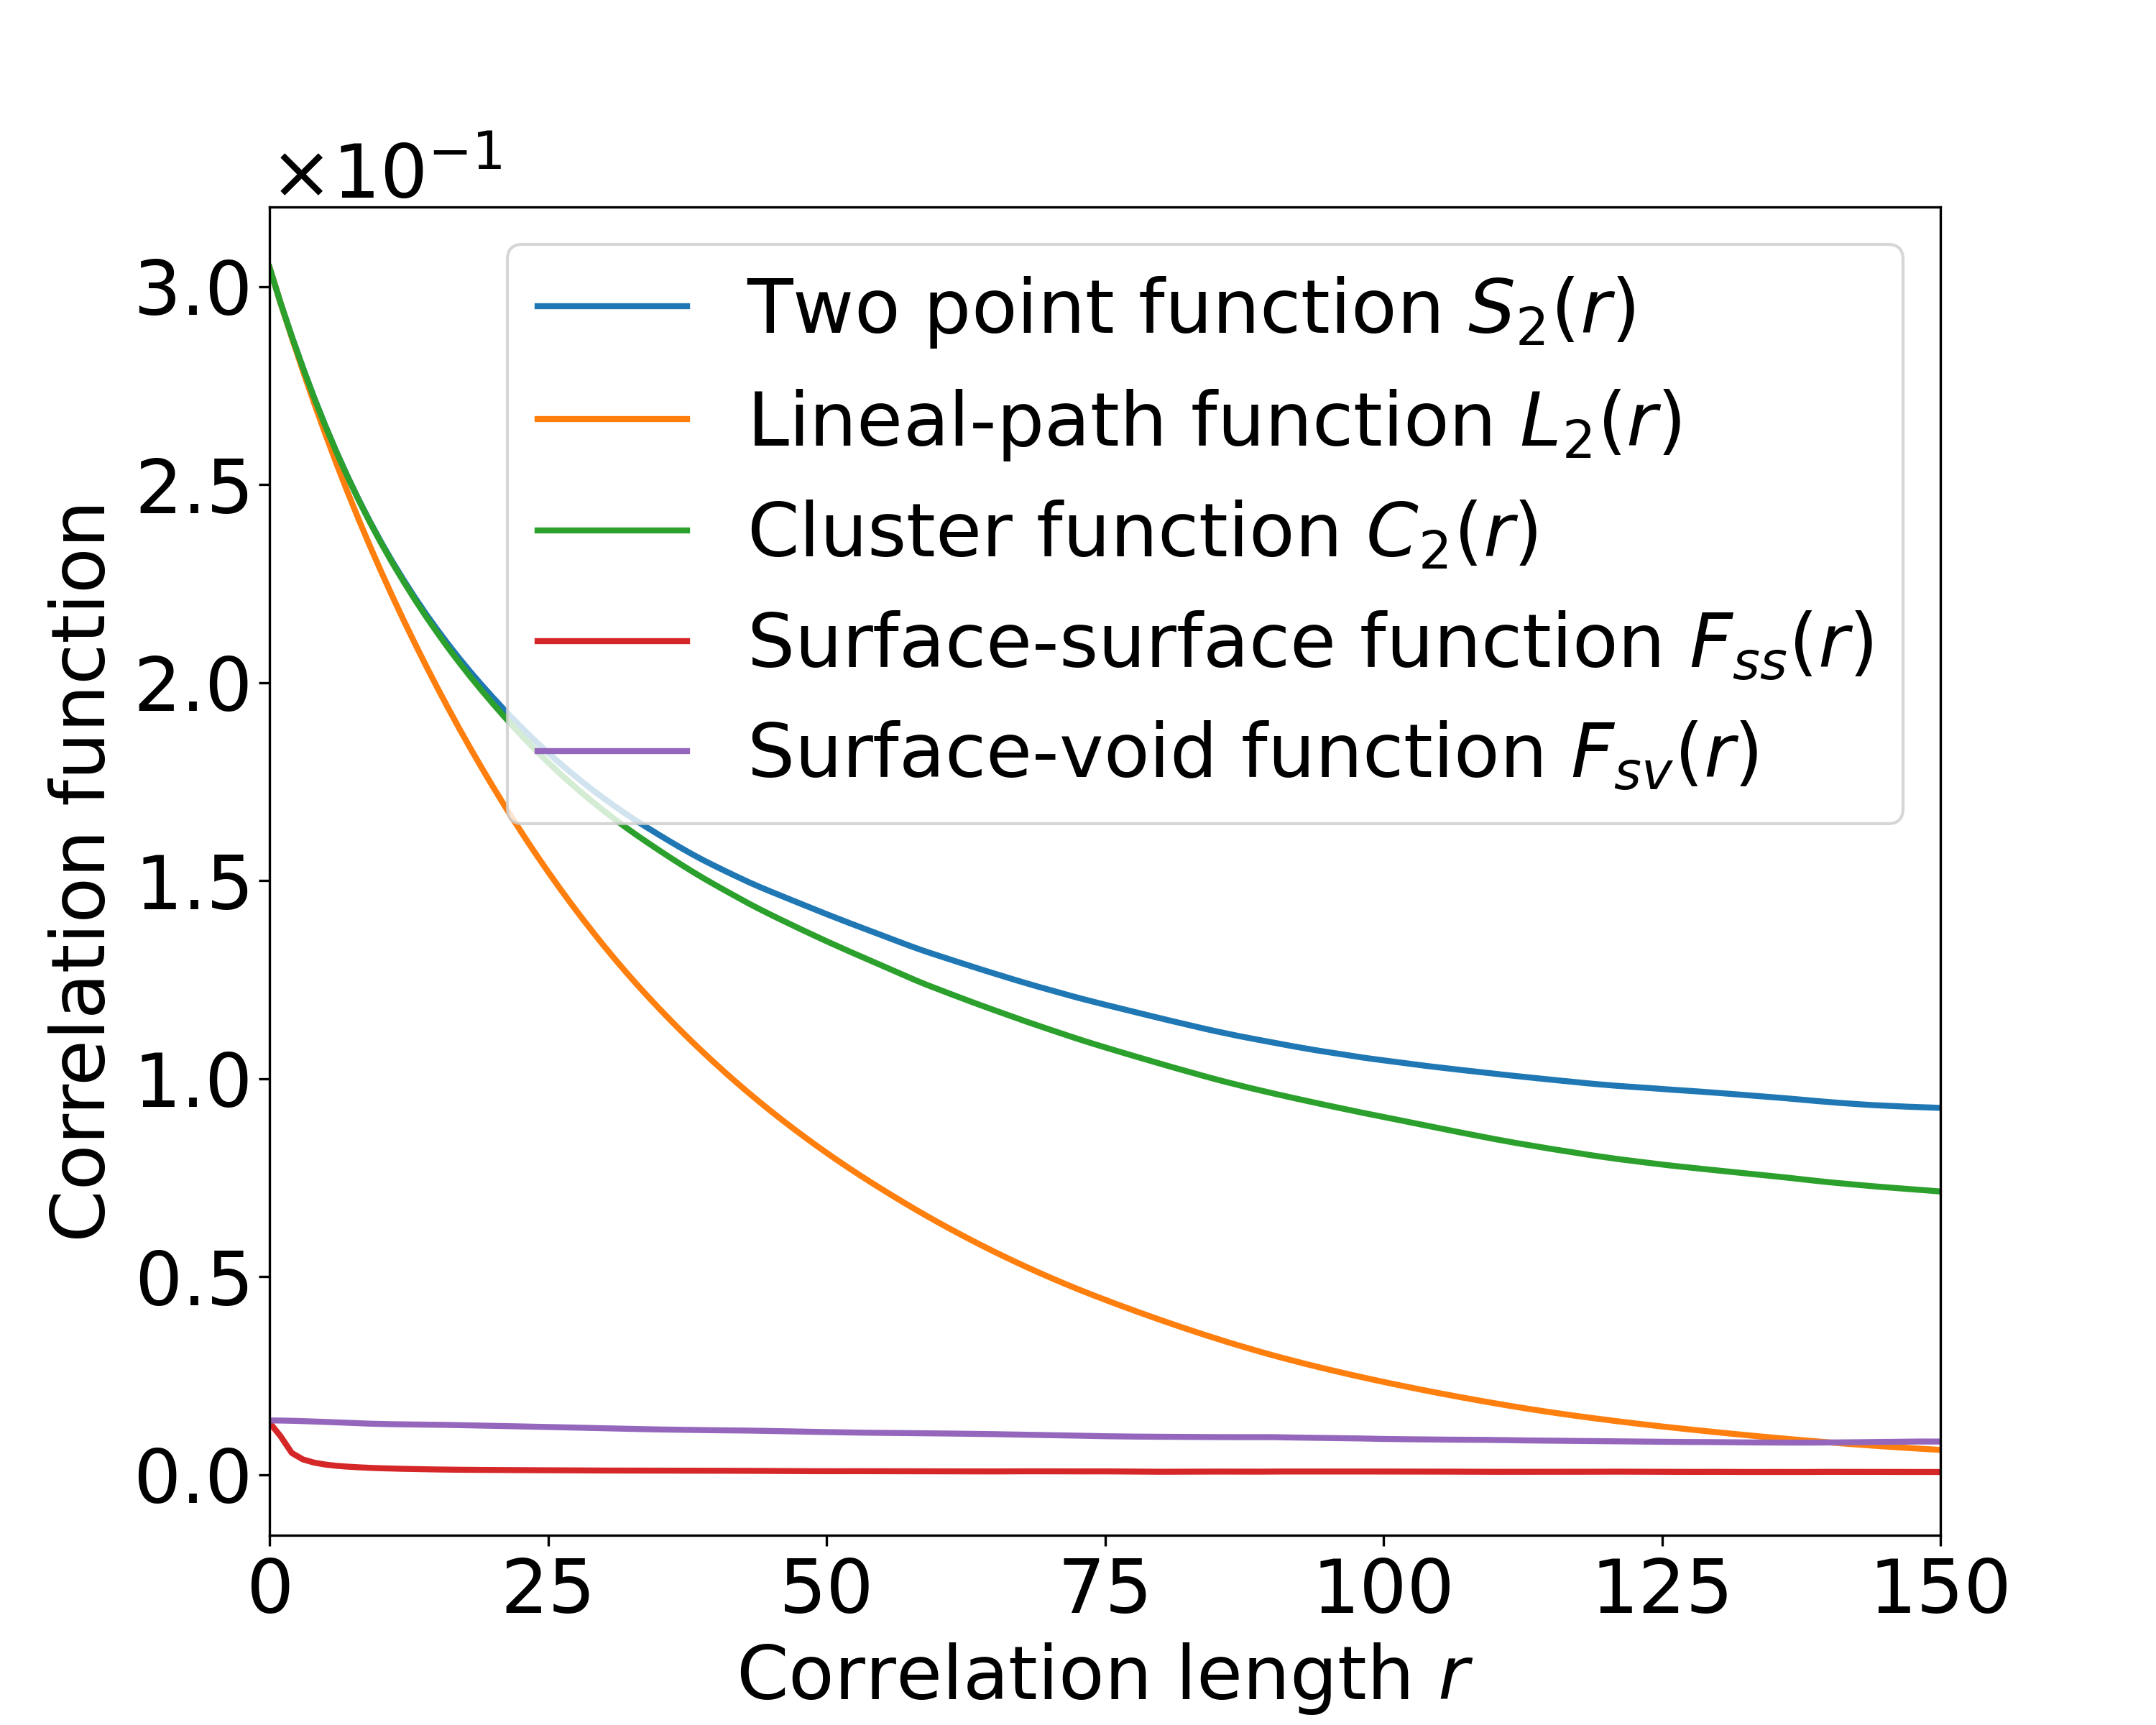 ×10⁻¹
3.0
2.5
2.0
1.5
1.0
0.5
0.0
Correlation function
Two point function S₂(r)
Lineal-path function L₂(r)
Cluster function C₂(r)
Surface-surface function Fₛₛ(r)
Surface-void function Fₛᵥ(r)
0 25 50 75 100 125 150
Correlation length r